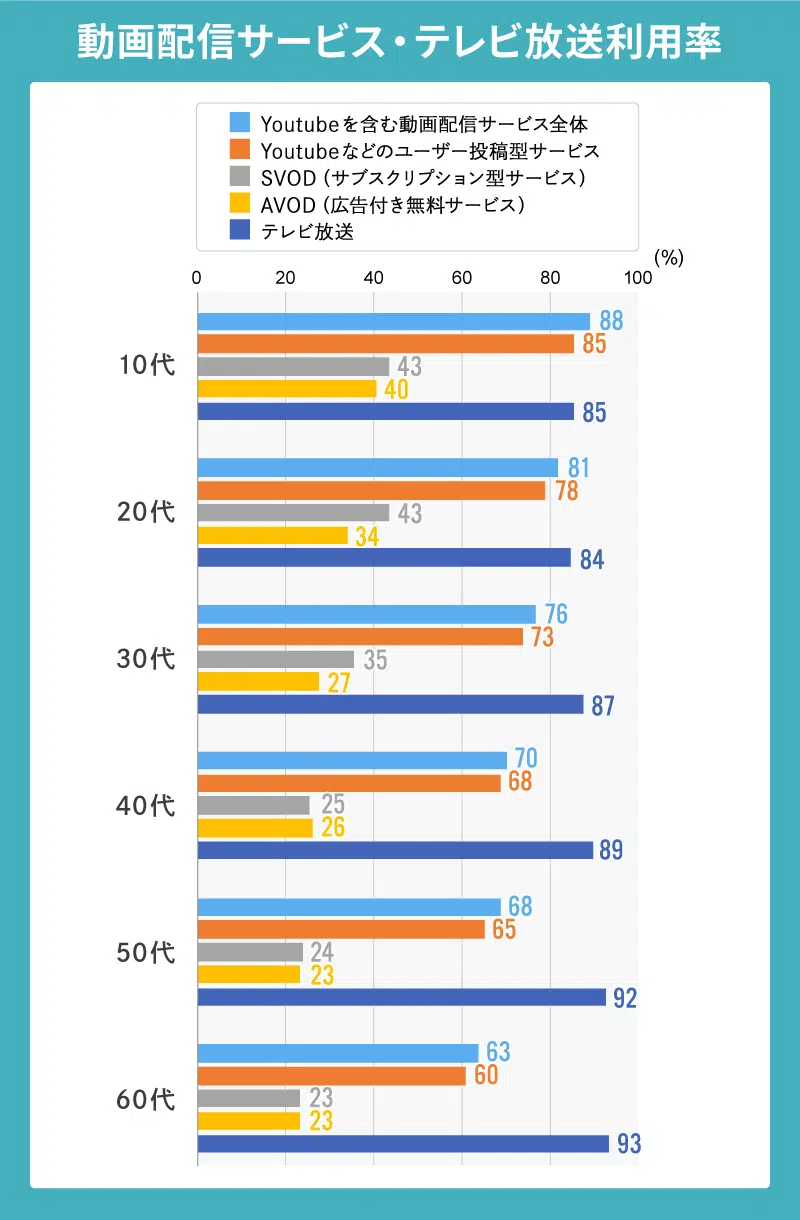 動画配信サービス・テレビ放送利用率
Youtubeを含む動画配信サービス全体
Youtubeなどのユーザー投稿型サービス
SVOD（サブスクリプション型サービス）
AVOD（広告付き無料サービス）
テレビ放送
(%)
0 20 40 60 80 100
10代
88
85
43
40
85
20代
81
78
43
34
84
30代
76
73
35
27
87
40代
70
68
25
26
89
50代
68
65
24
23
92
60代
63
60
23
23
93